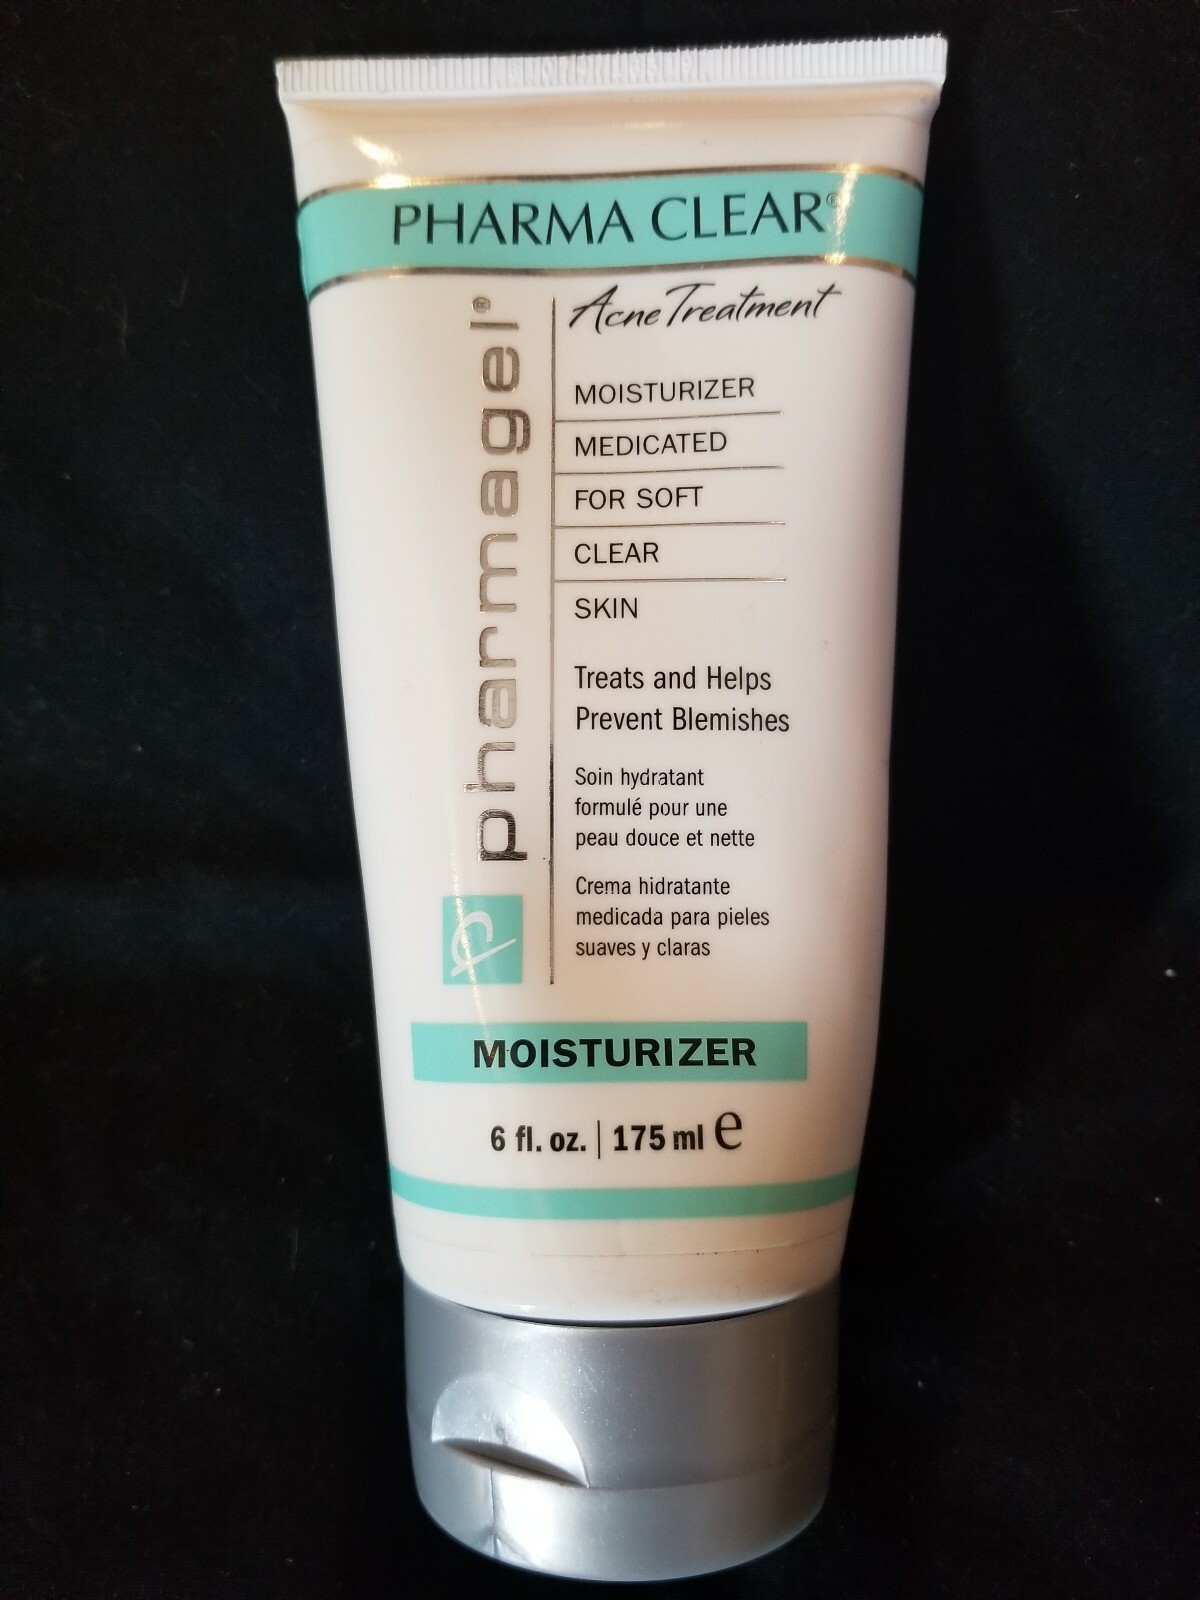 PHARMA CLEAR®
Acne Treatment
pharmagel®
MOISTURIZER
MEDICATED
FOR SOFT
CLEAR
SKIN
Treats and Helps
Prevent Blemishes
Soin hydratant
formulé pour une
peau douce et nette
Crema hidratante
medicada para pieles
suaves y claras
MOISTURIZER
6 fl. oz. | 175 ml e